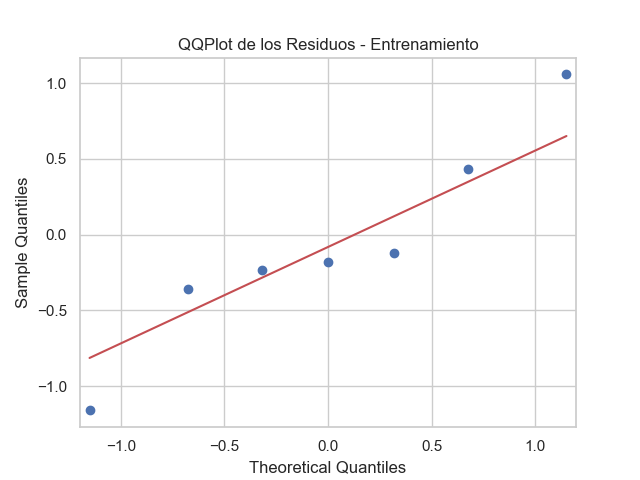 QQPlot de los Residuos - Entrenamiento
1.0
0.5
0.0
−0.5
−1.0
Sample Quantiles
−1.0 −0.5 0.0 0.5 1.0
Theoretical Quantiles